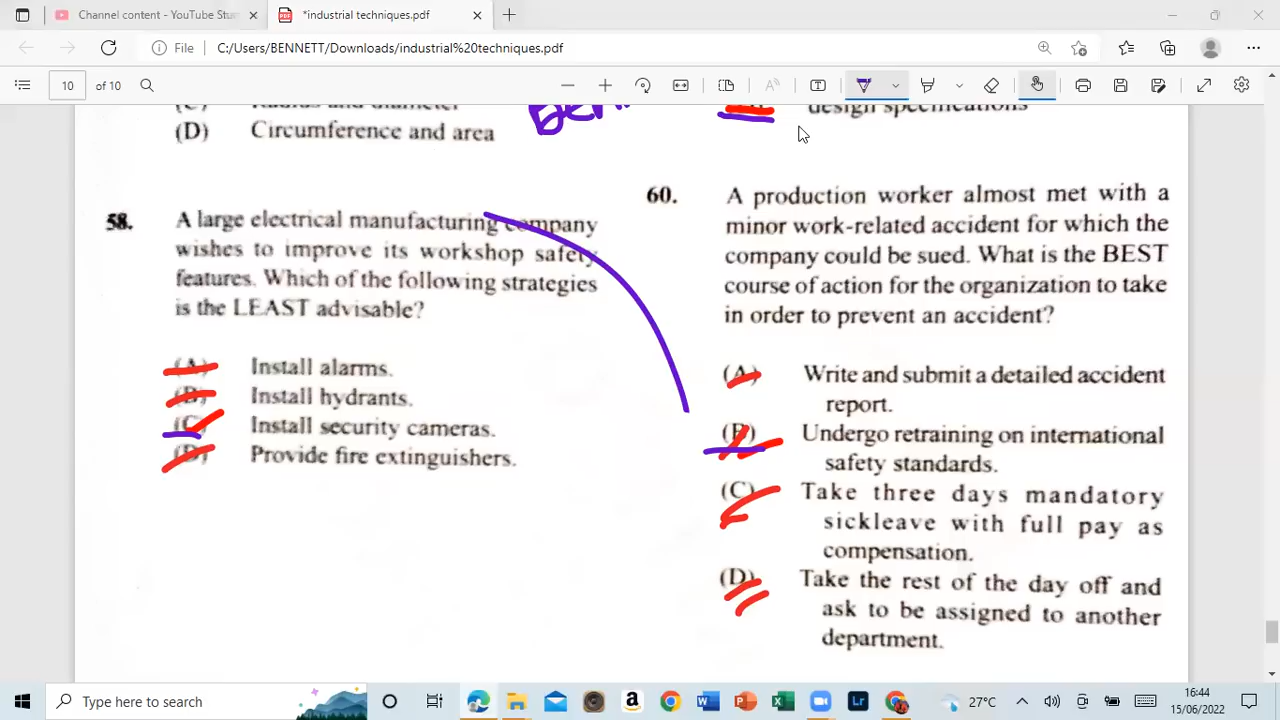 Channel content - YouTube Stu
*industrial techniques.pdf
File
C:/Users/BENNETT/Downloads/industrial%20techniques.pdf
10 of 10
(C) Radius and diameter
(D) Circumference and area
58. A large electrical manufacturing company
wishes to improve its workshop safety
features. Which of the following strategies
is the LEAST advisable?
(A) Install alarms.
(B) Install hydrants.
(C) Install security cameras.
(D) Provide fire extinguishers.
design specifications
60. A production worker almost met with a
minor work-related accident for which the
company could be sued. What is the BEST
course of action for the organization to take
in order to prevent an accident?
(A) Write and submit a detailed accident
report.
(B) Undergo retraining on international
safety standards.
(C) Take three days mandatory
sickleave with full pay as
compensation.
(D) Take the rest of the day off and
ask to be assigned to another
department.
Type here to search
27°C
16:44
15/06/2022